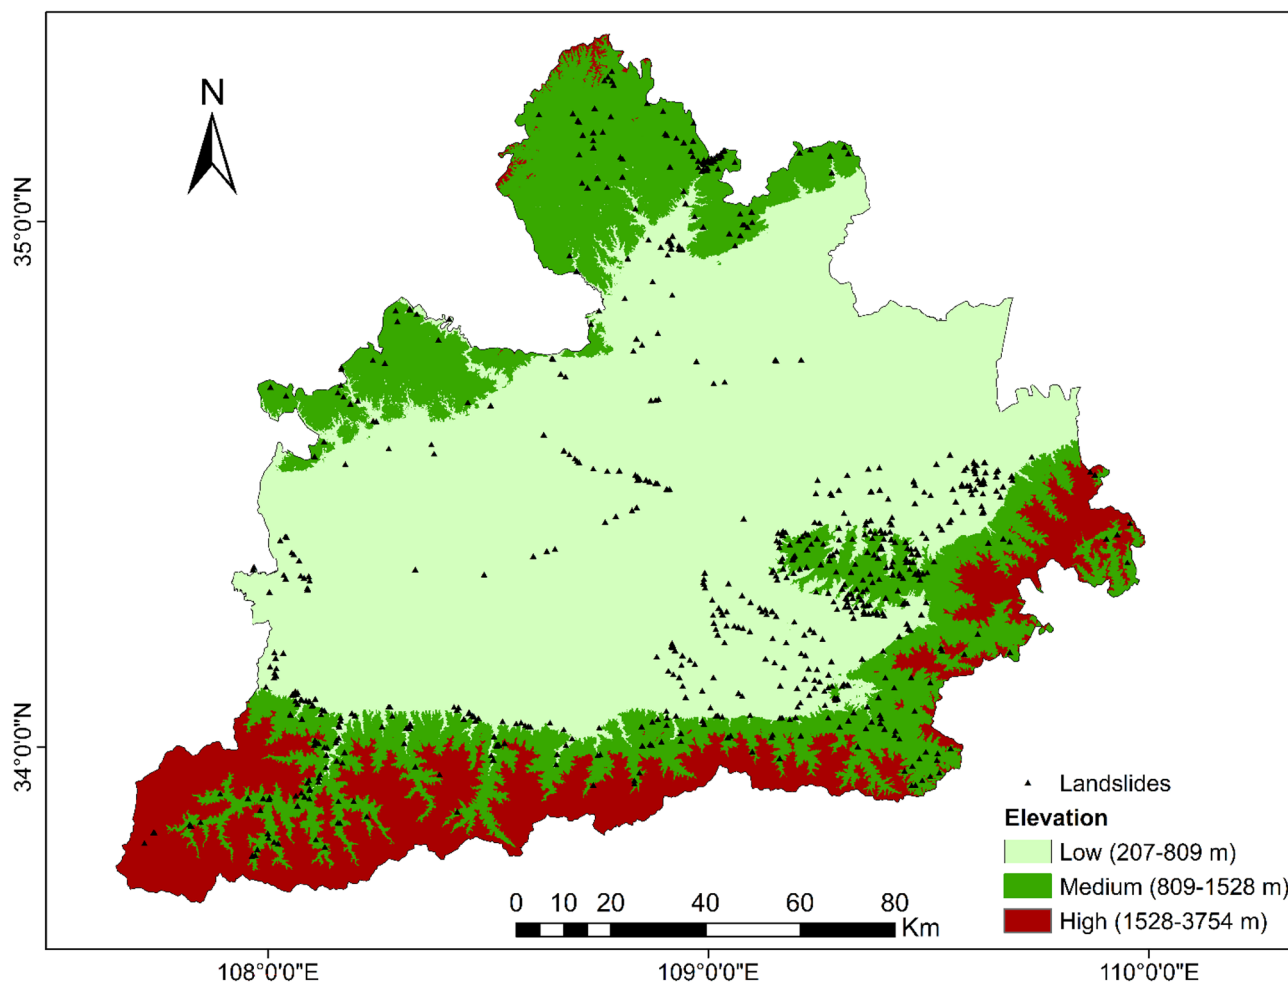 N
35°0'0"N
34°0'0"N
Landslides
Elevation
Low (207-809 m)
Medium (809-1528 m)
High (1528-3754 m)
0 10 20 40 60 80
Km
108°0'0"E 109°0'0"E 110°0'0"E